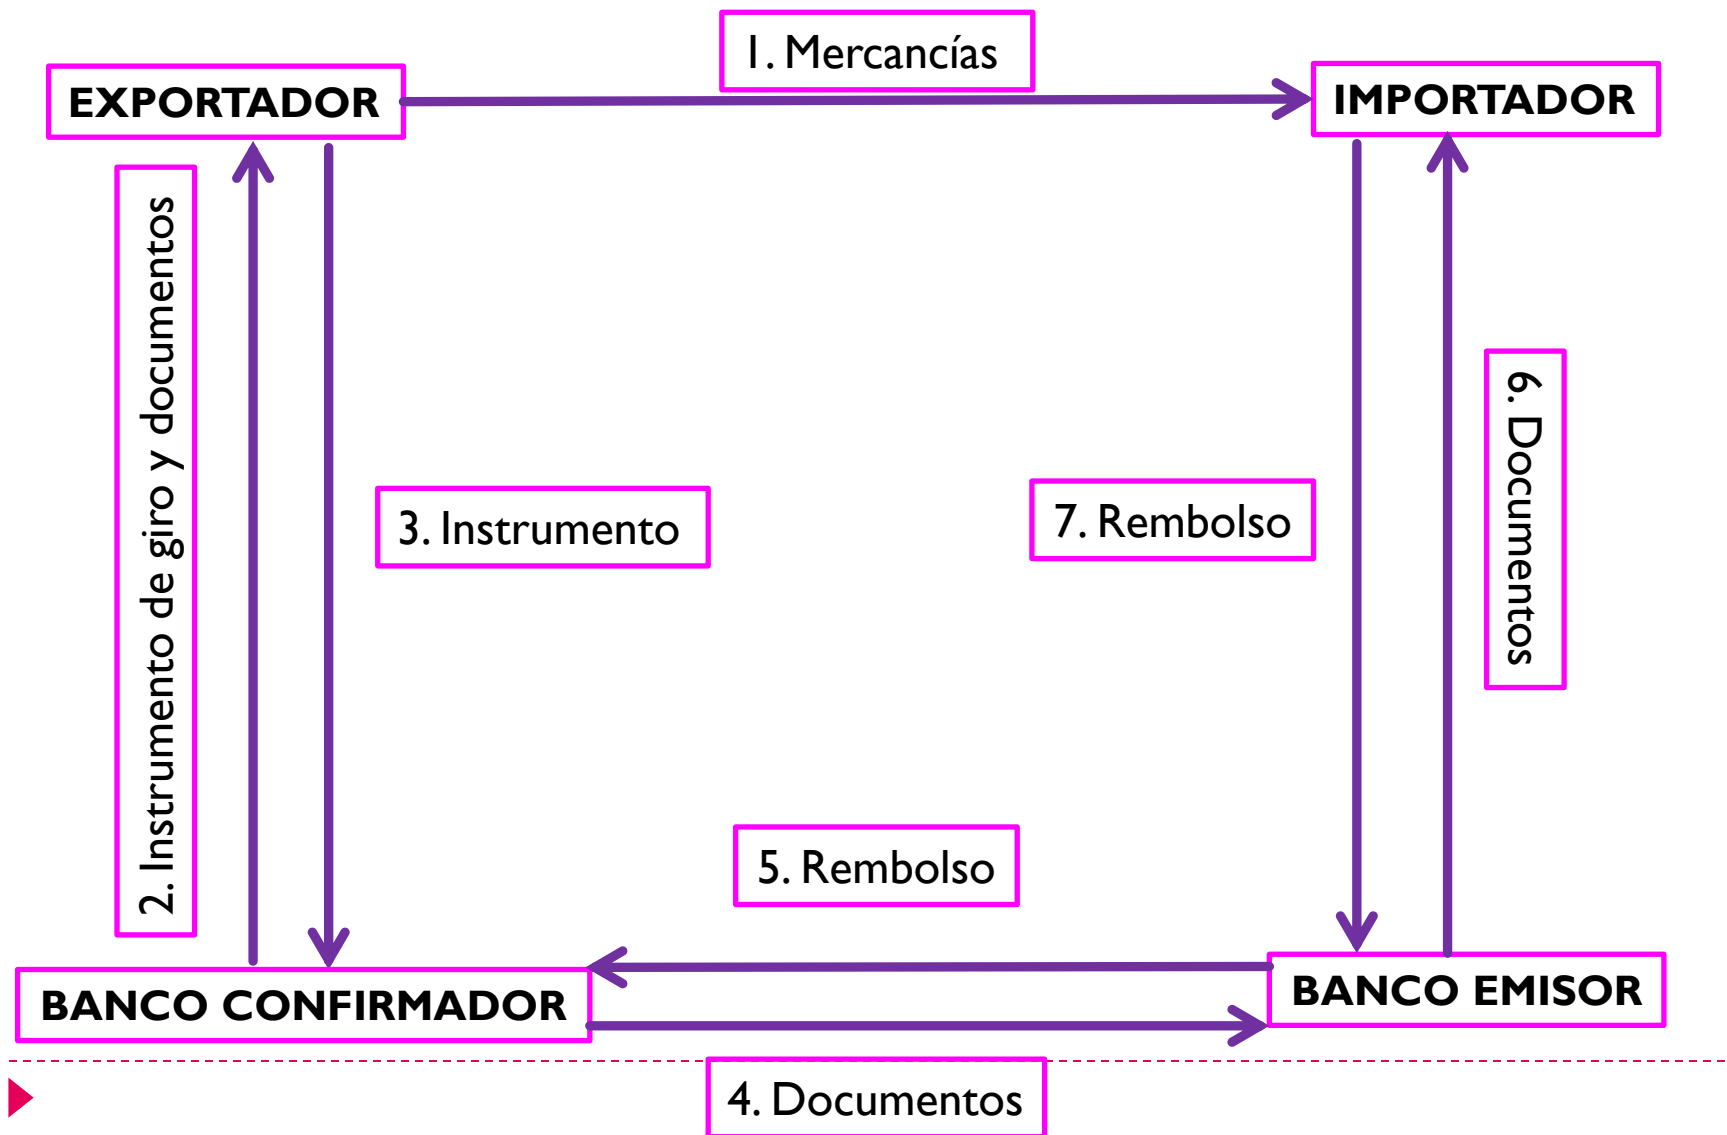 1. Mercancías
EXPORTADOR
IMPORTADOR
2. Instrumento de giro y documentos
3. Instrumento
7. Rembolso
6. Documentos
5. Rembolso
BANCO CONFIRMADOR
BANCO EMISOR
4. Documentos